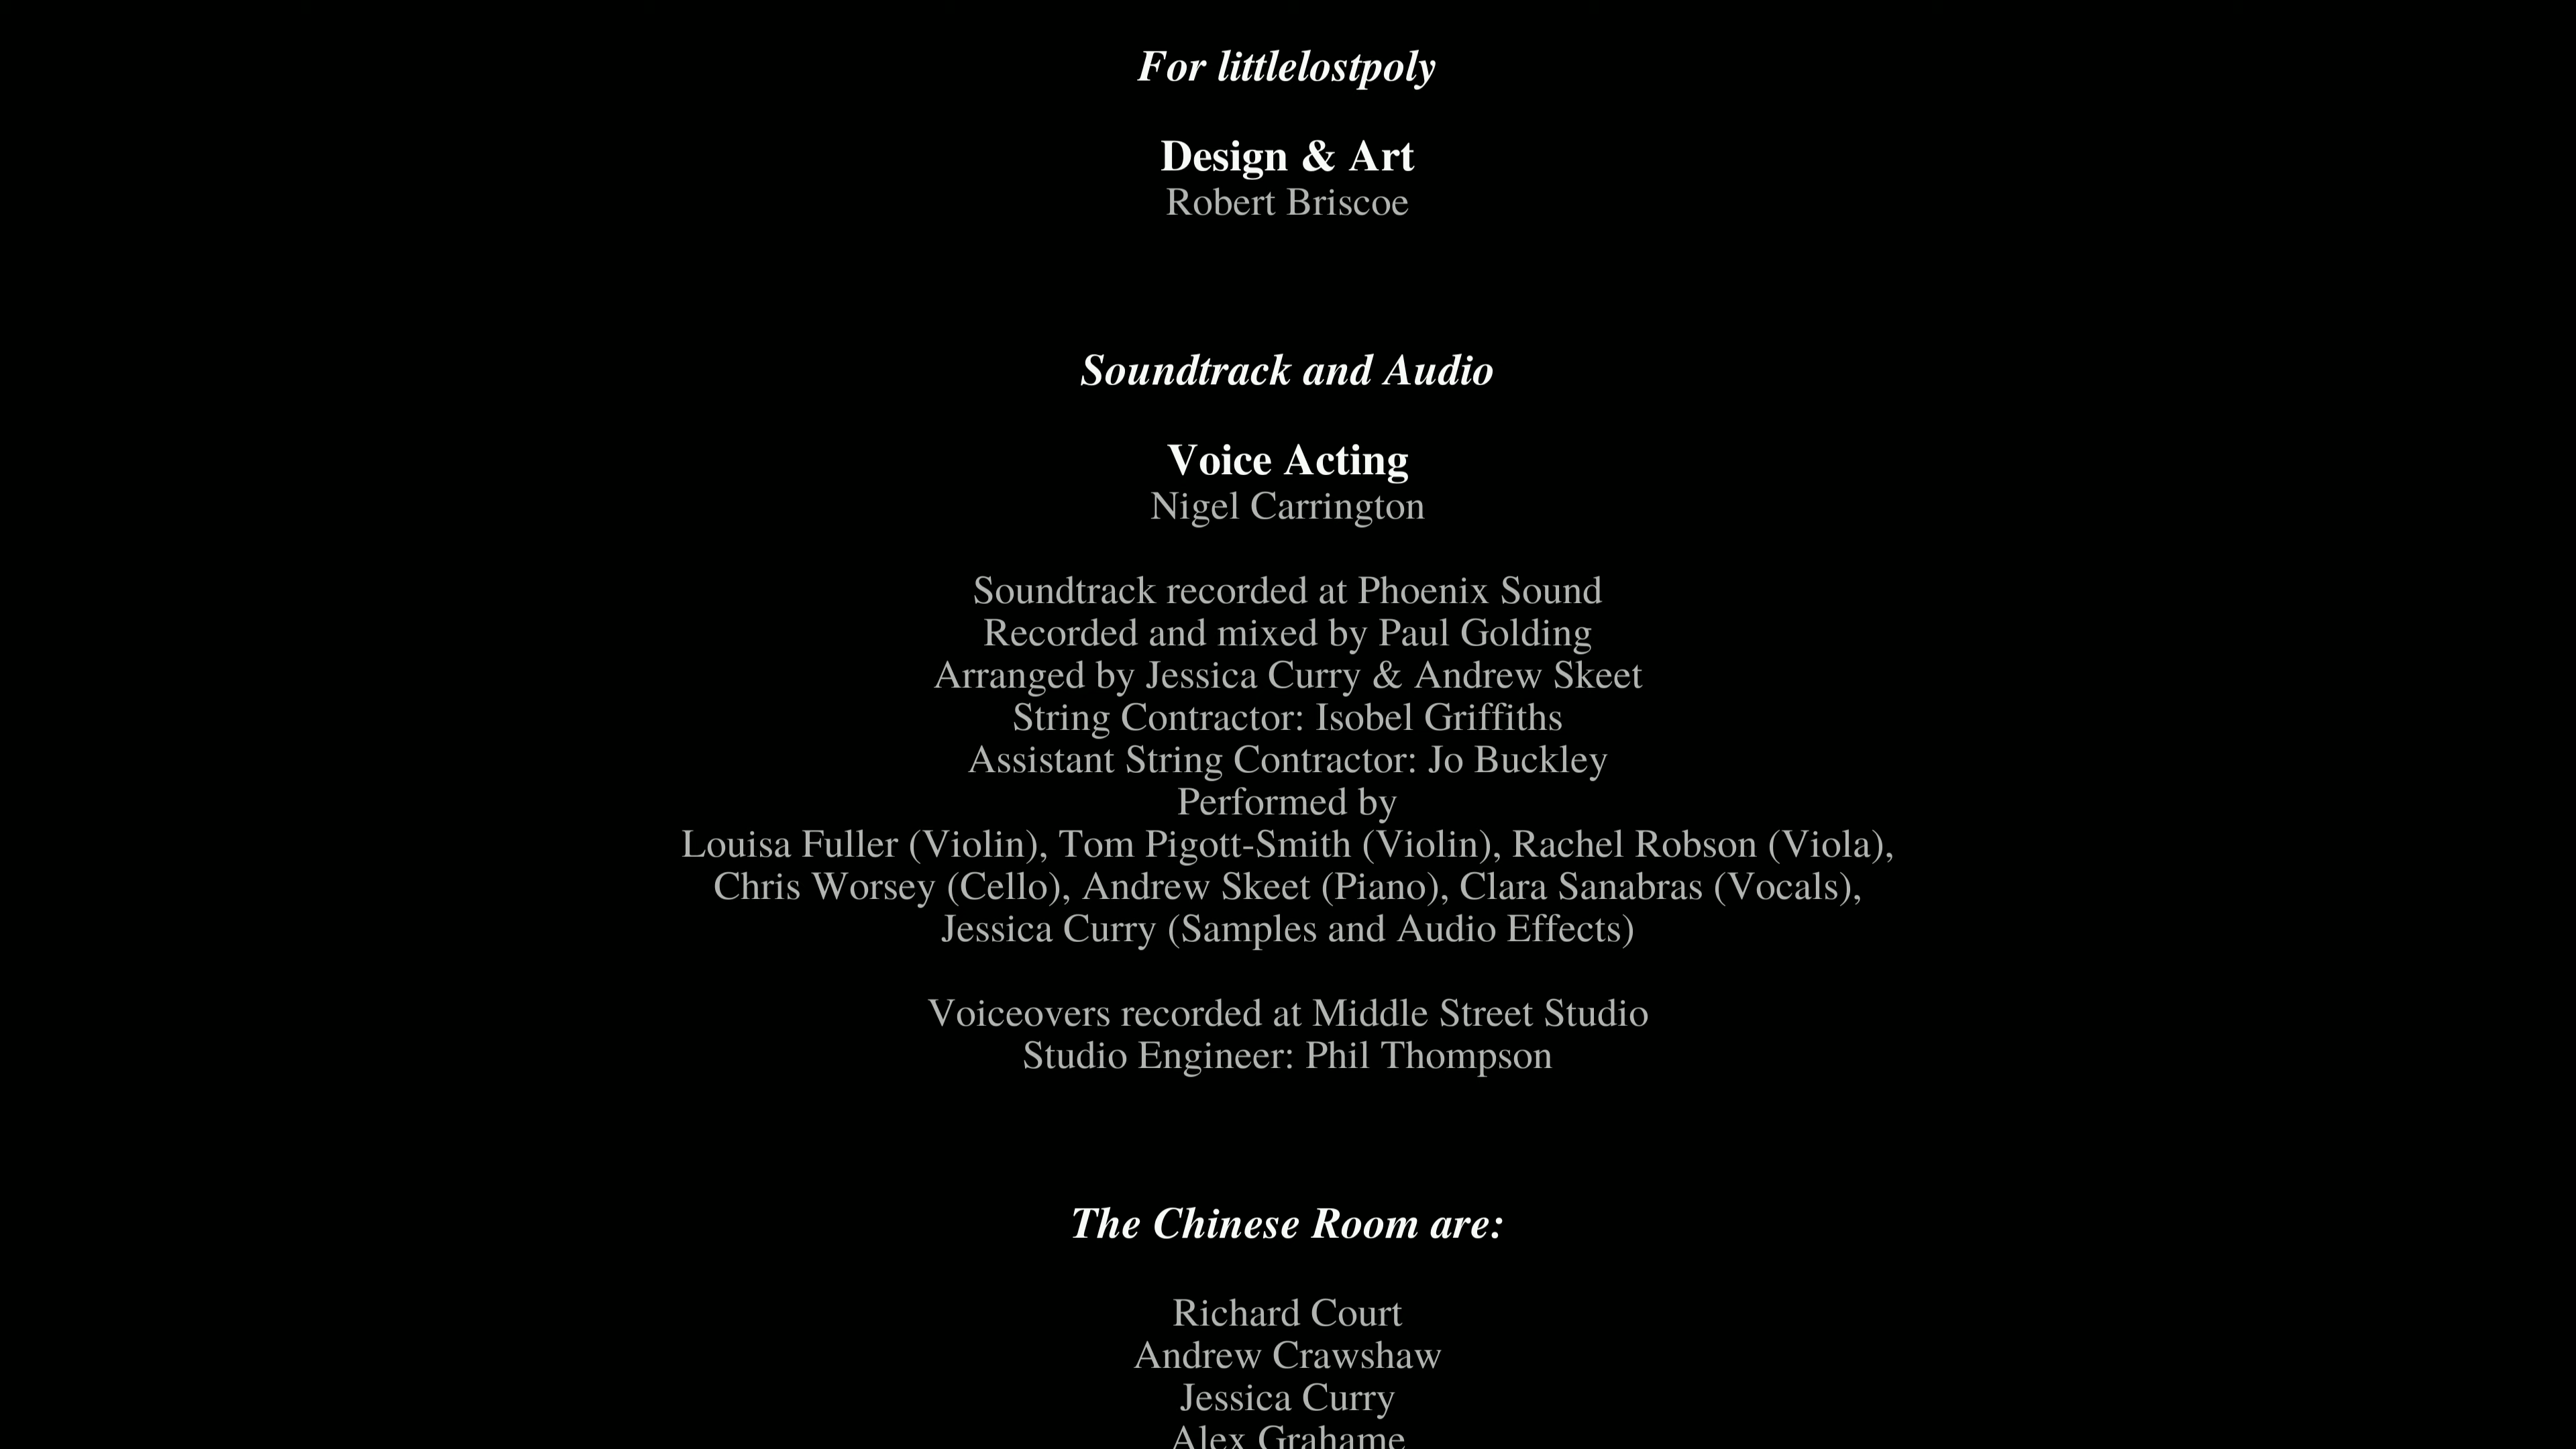 For littlelostpoly
Design & Art
Robert Briscoe
Soundtrack and Audio
Voice Acting
Nigel Carrington
Soundtrack recorded at Phoenix Sound
Recorded and mixed by Paul Golding
Arranged by Jessica Curry & Andrew Skeet
String Contractor: Isobel Griffiths
Assistant String Contractor: Jo Buckley
Performed by
Louisa Fuller (Violin), Tom Pigott-Smith (Violin), Rachel Robson (Viola),
Chris Worsey (Cello), Andrew Skeet (Piano), Clara Sanabras (Vocals),
Jessica Curry (Samples and Audio Effects)
Voiceovers recorded at Middle Street Studio
Studio Engineer: Phil Thompson
The Chinese Room are:
Richard Court
Andrew Crawshaw
Jessica Curry
Alex Grahame